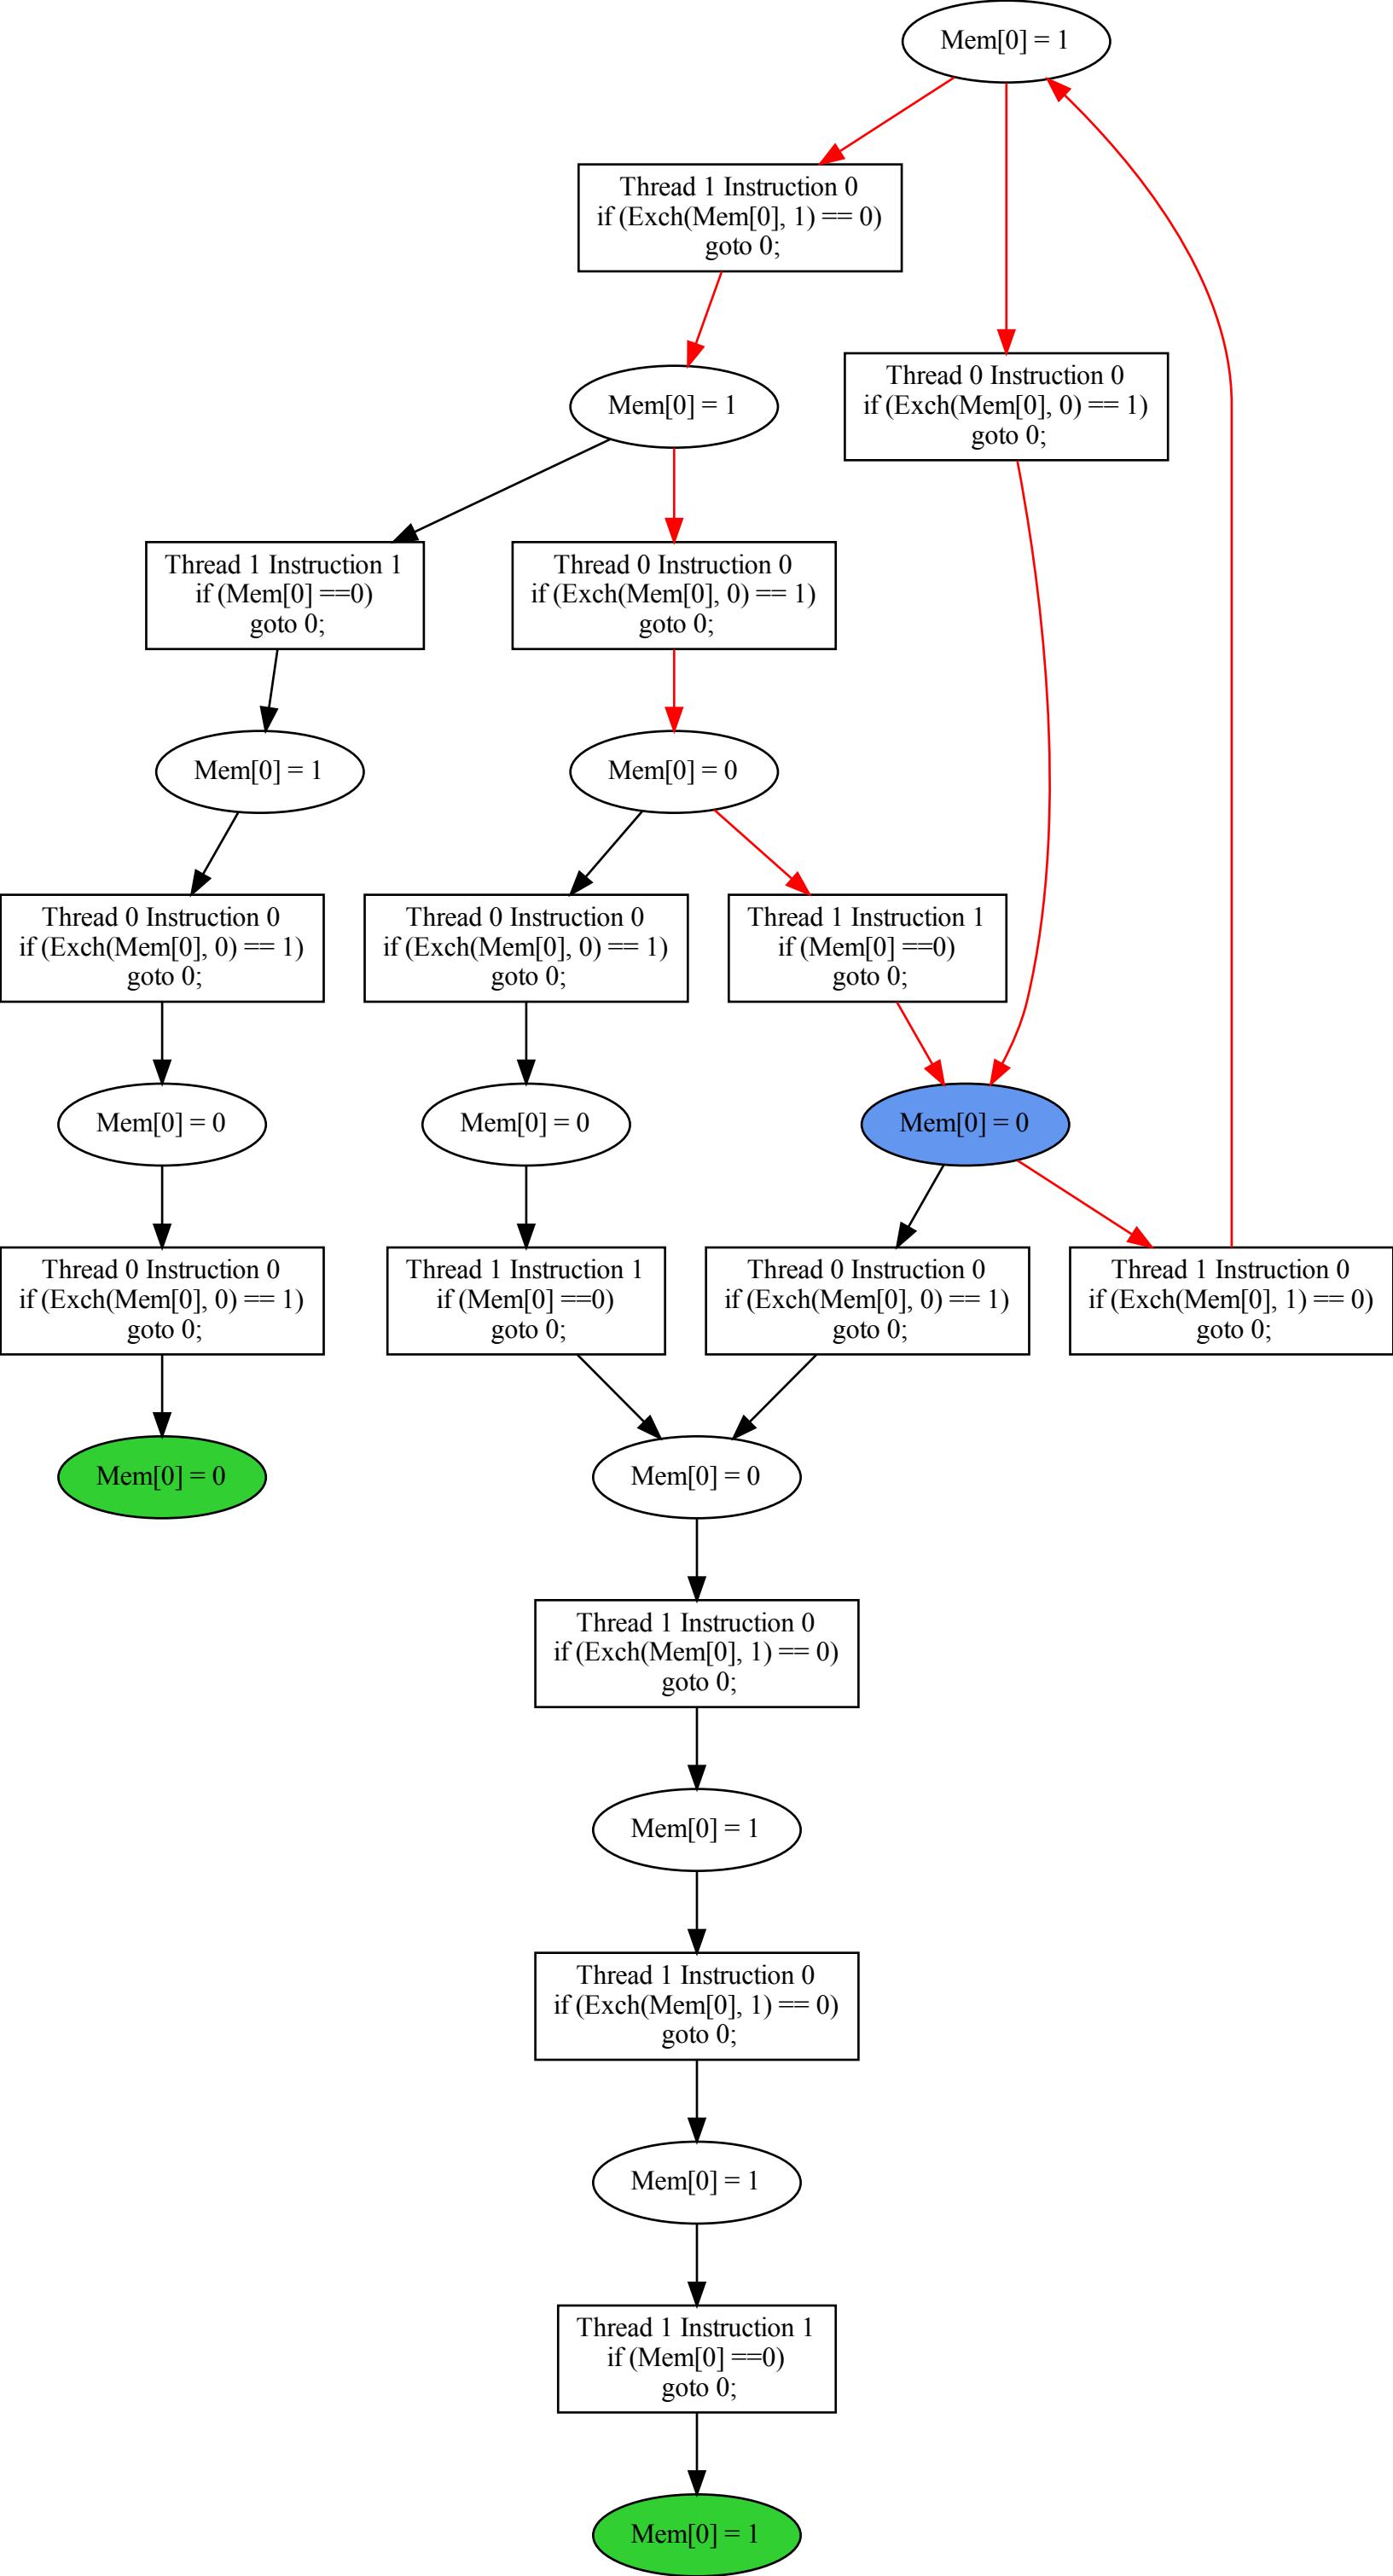 Mem[0] = 1
Thread 1 Instruction 0
if (Exch(Mem[0], 1) == 0)
goto 0;
Thread 0 Instruction 0
if (Exch(Mem[0], 0) == 1)
goto 0;
Mem[0] = 1
Thread 1 Instruction 1
if (Mem[0] ==0)
goto 0;
Thread 0 Instruction 0
if (Exch(Mem[0], 0) == 1)
goto 0;
Mem[0] = 1
Mem[0] = 0
Thread 0 Instruction 0
if (Exch(Mem[0], 0) == 1)
goto 0;
Thread 0 Instruction 0
if (Exch(Mem[0], 0) == 1)
goto 0;
Thread 1 Instruction 1
if (Mem[0] ==0)
goto 0;
Mem[0] = 0
Mem[0] = 0
Mem[0] = 0
Thread 0 Instruction 0
if (Exch(Mem[0], 0) == 1)
goto 0;
Thread 1 Instruction 1
if (Mem[0] ==0)
goto 0;
Thread 0 Instruction 0
if (Exch(Mem[0], 0) == 1)
goto 0;
Thread 1 Instruction 0
if (Exch(Mem[0], 1) == 0)
goto 0;
Mem[0] = 0
Mem[0] = 0
Thread 1 Instruction 0
if (Exch(Mem[0], 1) == 0)
goto 0;
Mem[0] = 1
Thread 1 Instruction 0
if (Exch(Mem[0], 1) == 0)
goto 0;
Mem[0] = 1
Thread 1 Instruction 1
if (Mem[0] ==0)
goto 0;
Mem[0] = 1